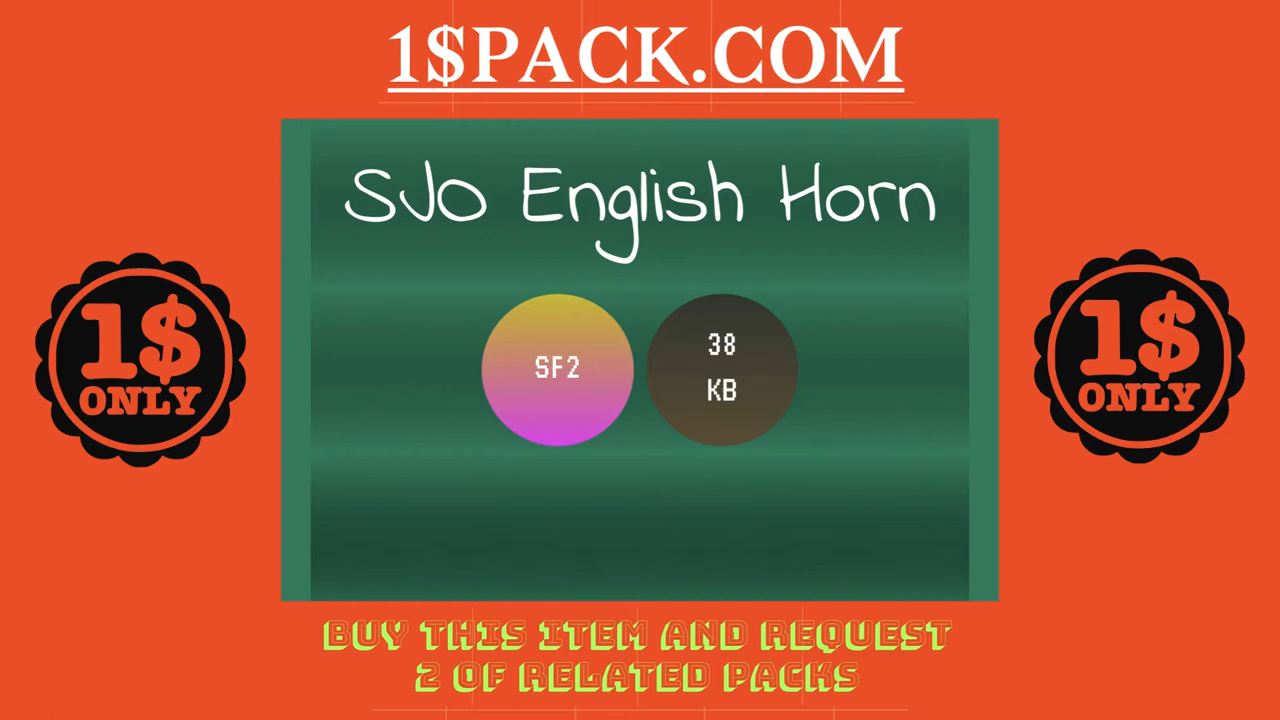 1$PACK.COM
SJO English Horn
1$
ONLY
SF2
38
KB
1$
ONLY
BUY THIS ITEM AND REQUEST
2 OF RELATED PACKS